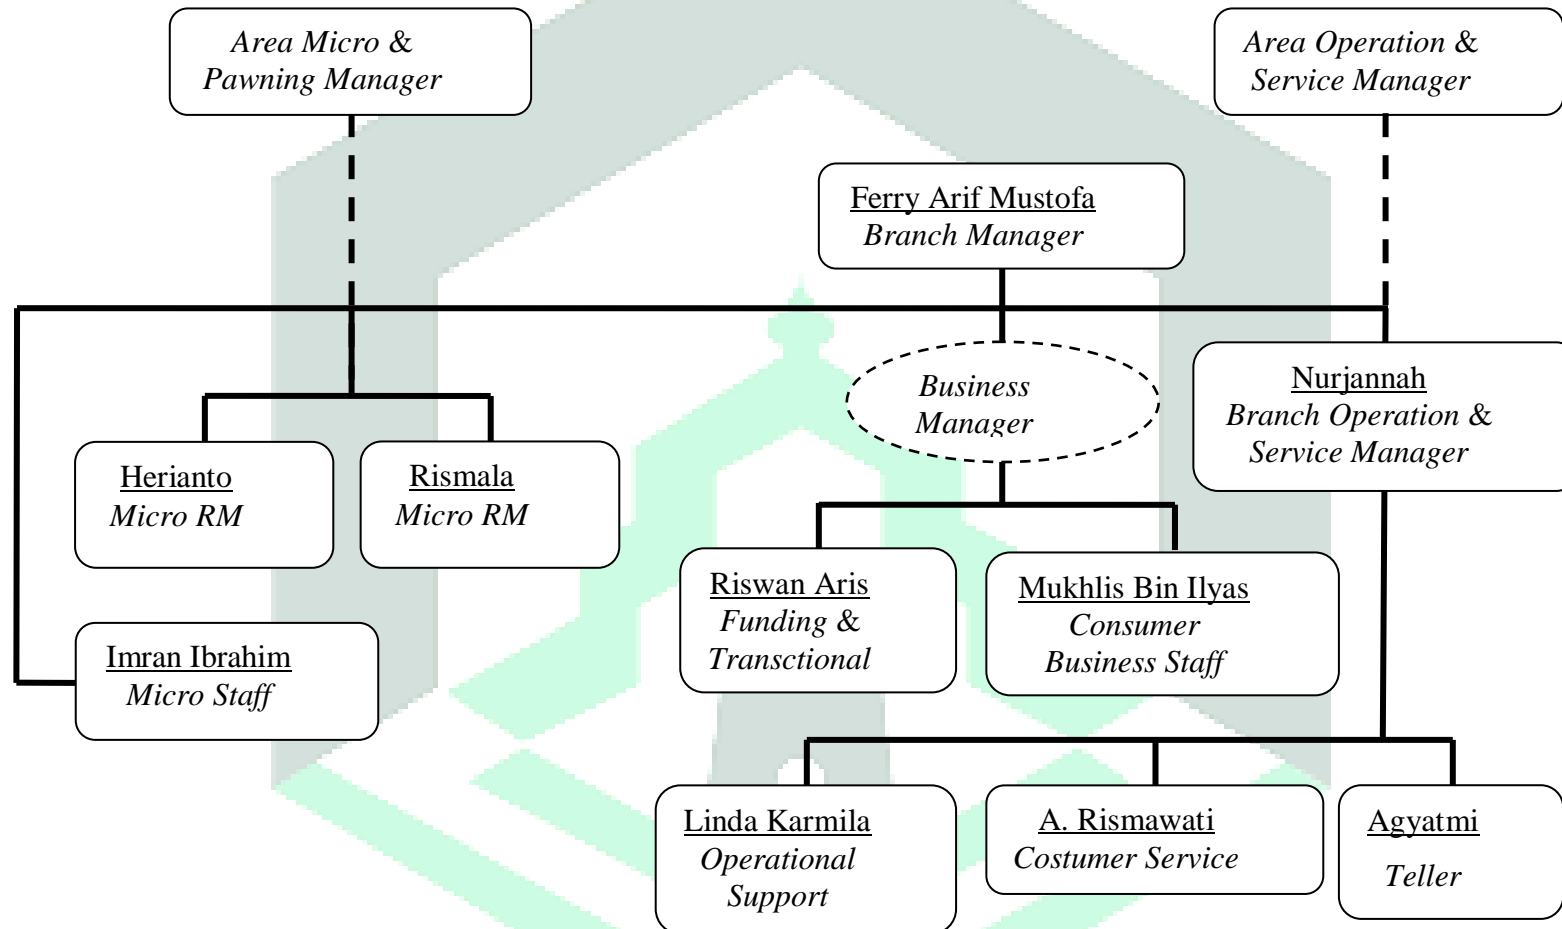 Area Micro &
Pawning Manager
Area Operation &
Service Manager
Ferry Arif Mustofa
Branch Manager
Business
Manager
Nurjannah
Branch Operation &
Service Manager
Herianto
Micro RM
Rismala
Micro RM
Riswan Aris
Funding &
Transctional
Mukhlis Bin Ilyas
Consumer
Business Staff
Imran Ibrahim
Micro Staff
Linda Karmila
Operational
Support
A. Rismawati
Costumer Service
Agyatmi
Teller